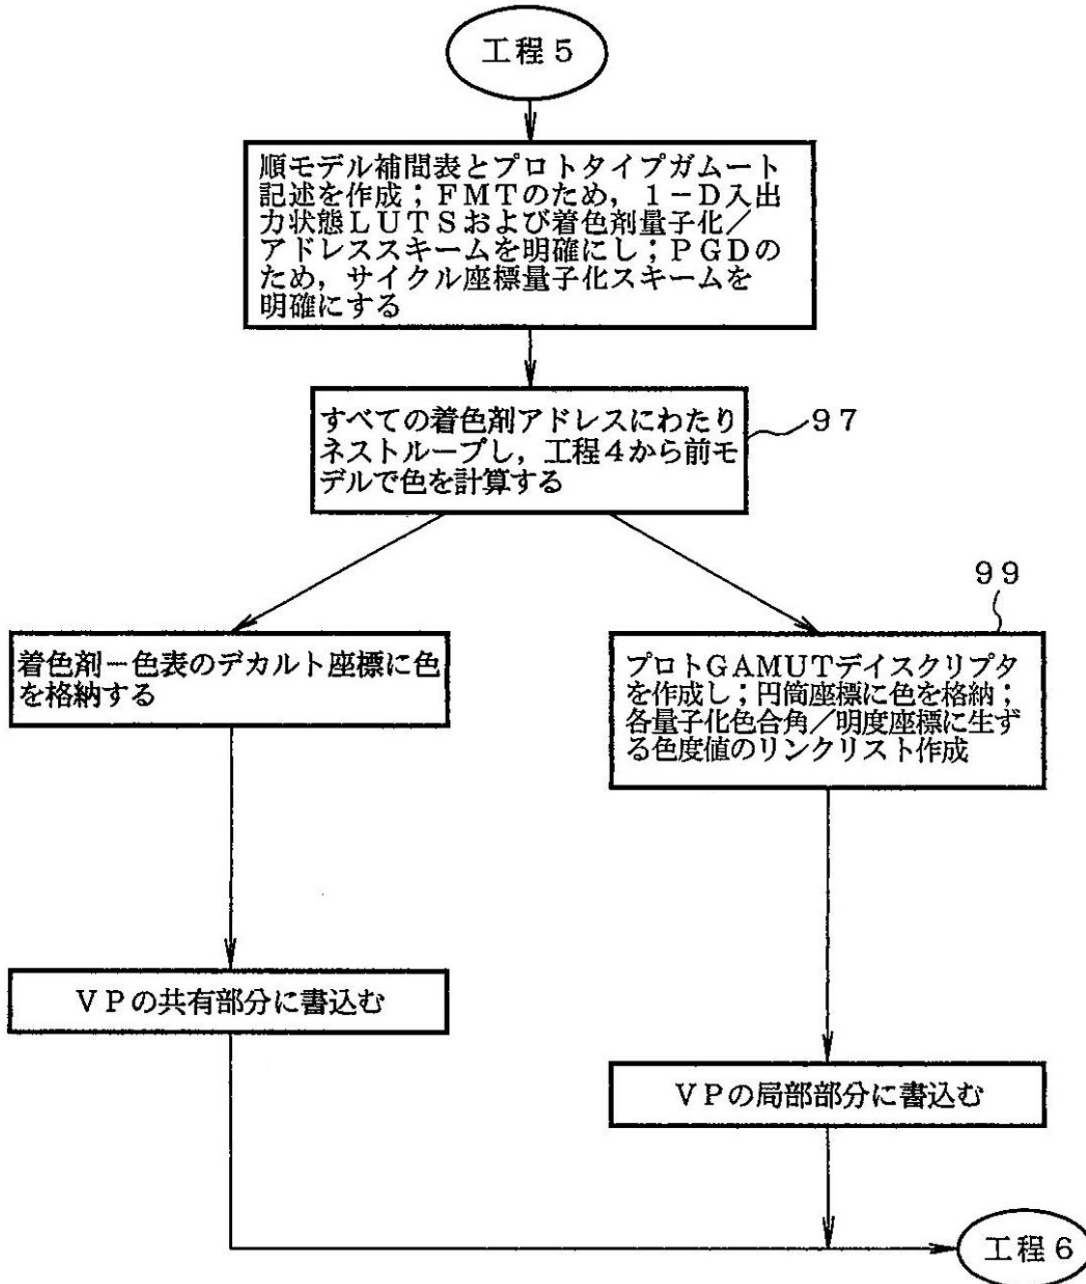 工程5
順モデル補間表とプロトタイプガムート
記述を作成;FMTのため,1-D入出
力状態LUTSおよび着色剤量子化/
アドレススキームを明確にし;PGDの
ため,サイクル座標量子化スキームを
明確にする
すべての着色剤アドレスにわたり
ネストループし,工程4から前モ
デルで色を計算する
97
着色剤-色表のデカルト座標に色
を格納する
99
プロトGAMUTデイスクリプタ
を作成し;円筒座標に色を格納;
各量子化色合角/明度座標に生ず
る色度値のリンクリスト作成
VPの共有部分に書込む
VPの局部部分に書込む
工程6